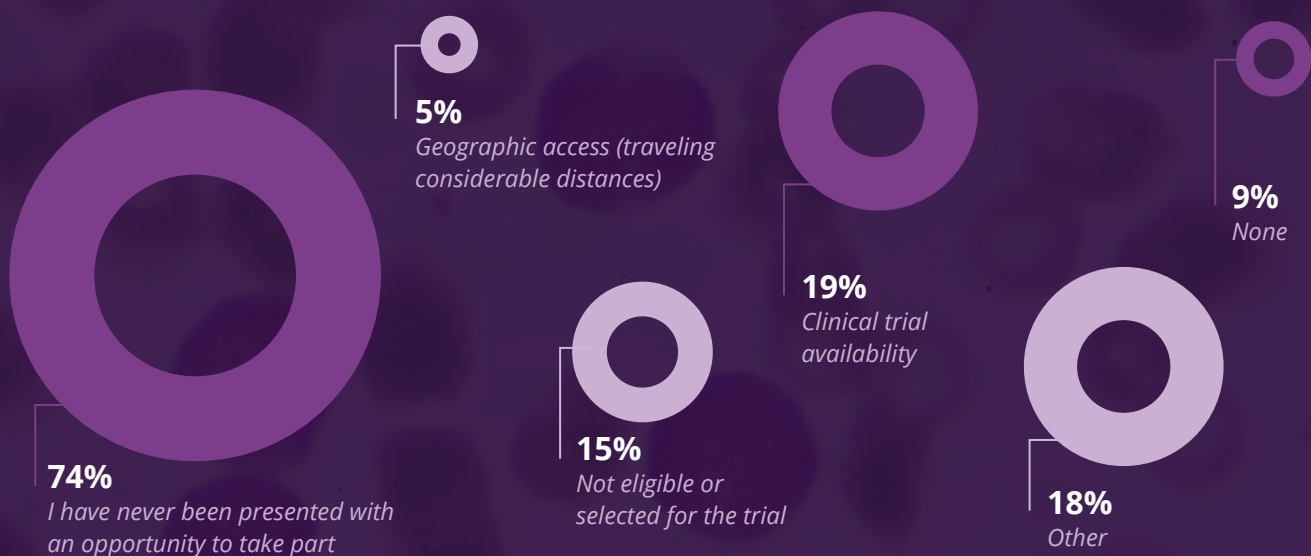 5%
Geographic access (traveling
considerable distances)
9%
None
19%
Clinical trial
availability
15%
Not eligible or
selected for the trial
74%
I have never been presented with
an opportunity to take part
18%
Other